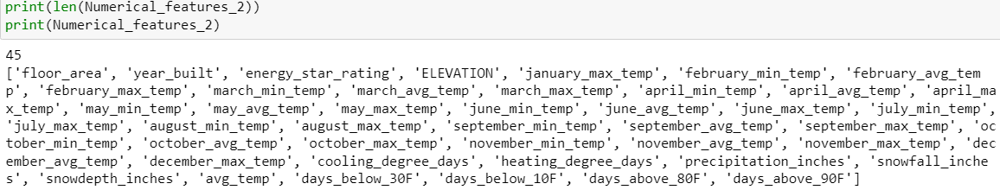 print(len(Numerical_features_2))
print(Numerical_features_2)
45
['floor_area', 'year_built', 'energy_star_rating', 'ELEVATION', 'january_max_temp', 'february_min_temp', 'february_avg_tem
p', 'february_max_temp', 'march_min_temp', 'march_avg_temp', 'march_max_temp', 'april_min_temp', 'april_avg_temp', 'april_ma
x_temp', 'may_min_temp', 'may_avg_temp', 'may_max_temp', 'june_min_temp', 'june_avg_temp', 'june_max_temp', 'july_min_temp',
'july_max_temp', 'august_min_temp', 'august_max_temp', 'september_min_temp', 'september_avg_temp', 'september_max_temp', 'oc
tober_min_temp', 'october_avg_temp', 'october_max_temp', 'november_min_temp', 'november_avg_temp', 'november_max_temp', 'dec
ember_avg_temp', 'december_max_temp', 'cooling_degree_days', 'heating_degree_days', 'precipitation_inches', 'snowfall_inche
s', 'snowdepth_inches', 'avg_temp', 'days_below_30F', 'days_below_10F', 'days_above_80F', 'days_above_90F']